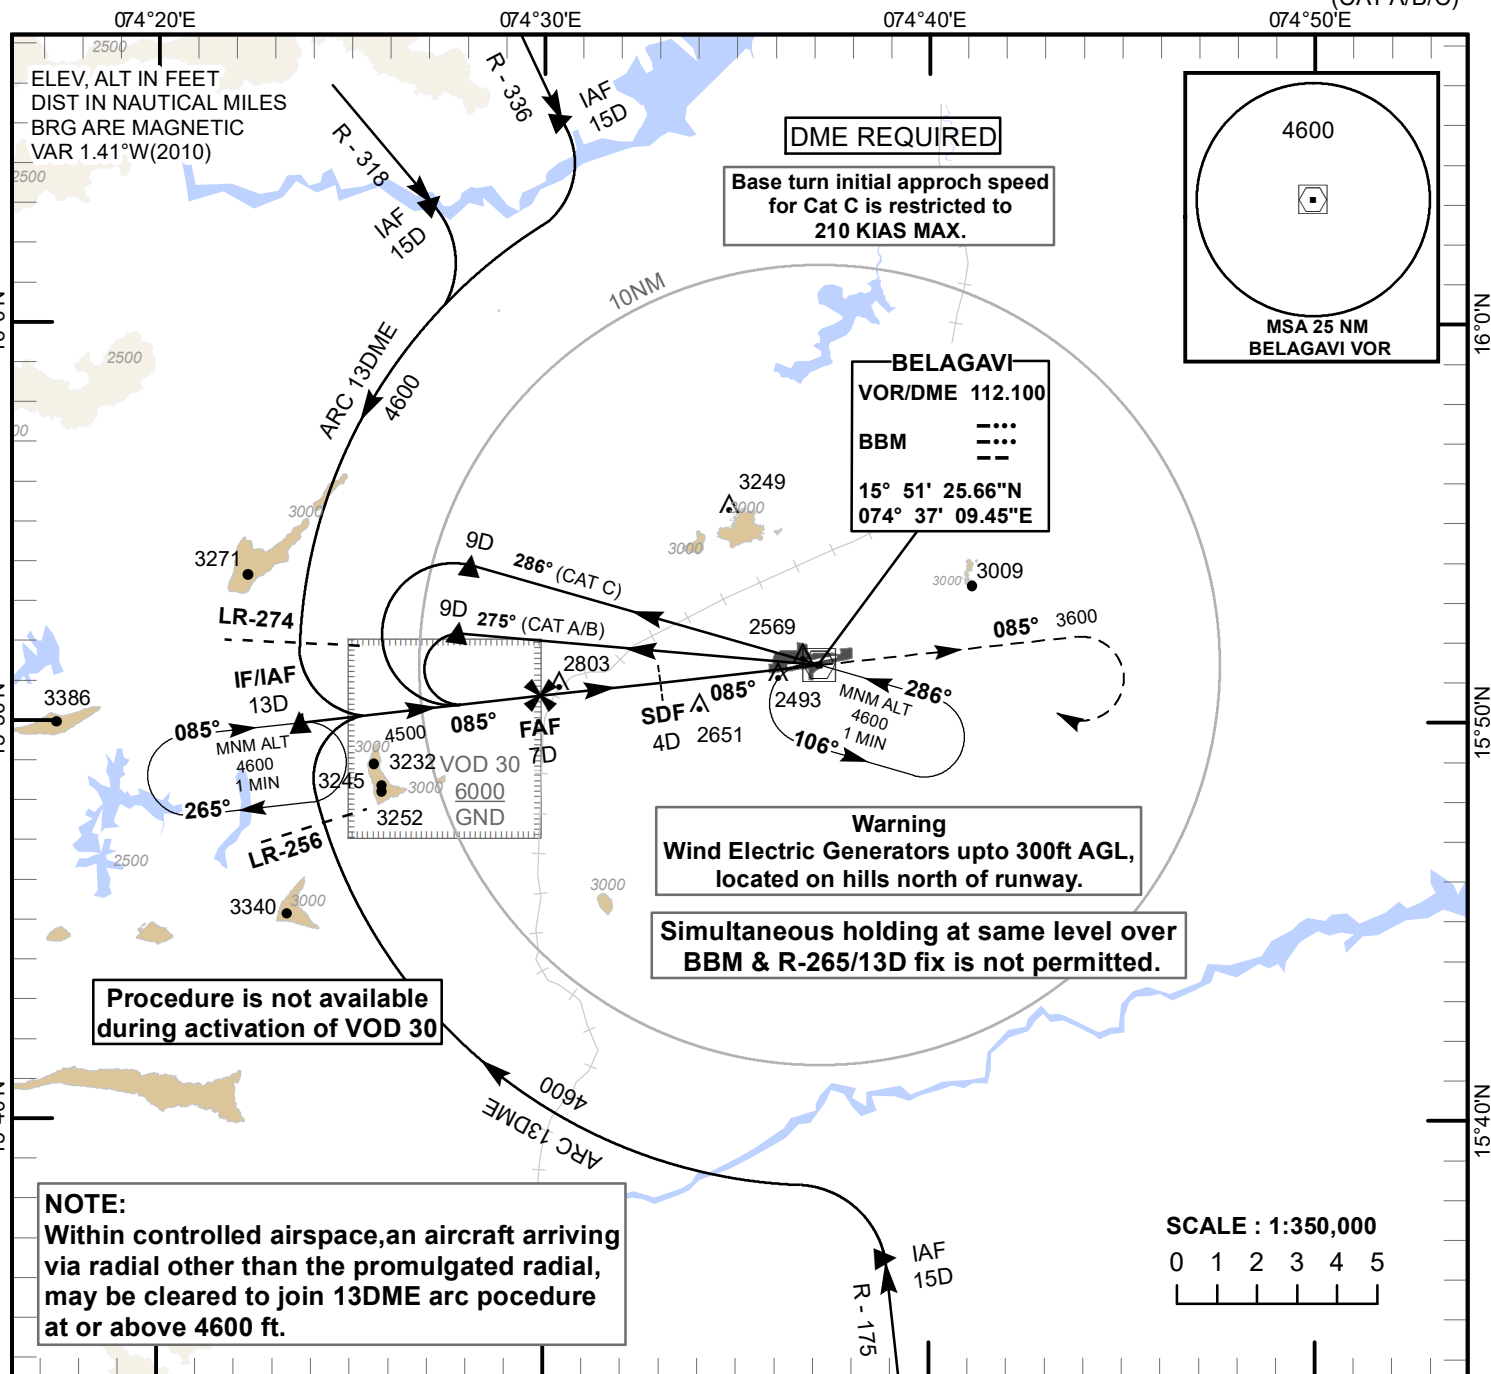 (CAT A/B/C)
074°20'E
074°30'E
074°40'E
074°50'E
ELEV, ALT IN FEET
DIST IN NAUTICAL MILES
BRG ARE MAGNETIC
VAR 1.41°W(2010)
2500
2500
R - 336
IAF
15D
R - 318
IAF
15D
DME REQUIRED
Base turn initial approch speed
for Cat C is restricted to
210 KIAS MAX.
4600
MSA 25 NM
BELAGAVI VOR
16°0'N
10NM
2500
ARC 13DME
4600
BELAGAVI
VOR/DME 112.100
BBM
15° 51' 25.66"N
074° 37' 09.45"E
3249
3000
3000
3000
3271
9D
286° (CAT C)
9D
275° (CAT A/B)
3009
3000
LR-274
2569
085°
3600
IF/IAF
13D
2803
3386
085°
MNM ALT
4600
1 MIN
265°
4500
085°
FAF
7D
SDF
4D
2651
085°
2493
286°
MNM ALT
4600
1 MIN
106°
15°50'N
3000
3232
3245
3000
3252
VOD 30
6000
GND
LR-256
2500
3340
3000
3000
Warning
Wind Electric Generators upto 300ft AGL,
located on hills north of runway.
Simultaneous holding at same level over
BBM & R-265/13D fix is not permitted.
Procedure is not available
during activation of VOD 30
4600
ARC 13DME
15°40'N
NOTE:
Within controlled airspace,an aircraft arriving
via radial other than the promulgated radial,
may be cleared to join 13DME arc pocedure
at or above 4600 ft.
IAF
15D
R - 175
SCALE : 1:350,000
0 1 2 3 4 5